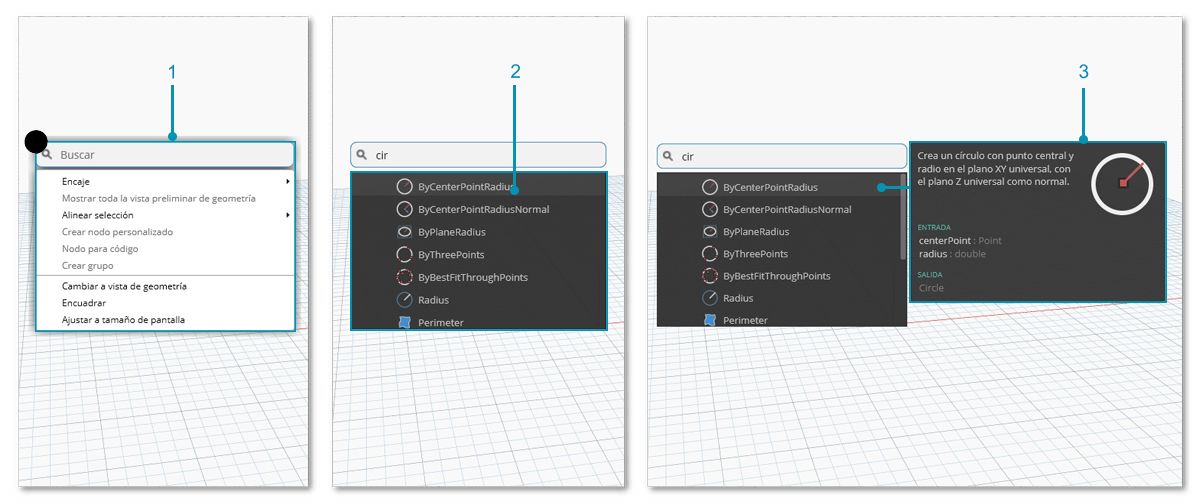 1
Buscar
Encaje
Mostrar toda la vista preliminar de geometría
Alinear selección
Crear nodo personalizado
Nodo para código
Crear grupo
Cambiar a vista de geometría
Encuadrar
Ajustar a tamaño de pantalla
2
cir
ByCenterPointRadius
ByCenterPointRadiusNormal
ByPlaneRadius
ByThreePoints
ByBestFitThroughPoints
Radius
Perimeter
3
cir
ByCenterPointRadius
ByCenterPointRadiusNormal
ByPlaneRadius
ByThreePoints
ByBestFitThroughPoints
Radius
Perimeter
Crea un círculo con punto central y
radio en el plano XY universal, con
el plano Z universal como normal.
ENTRADA
centerPoint : Point
radius : double
SALIDA
Circle